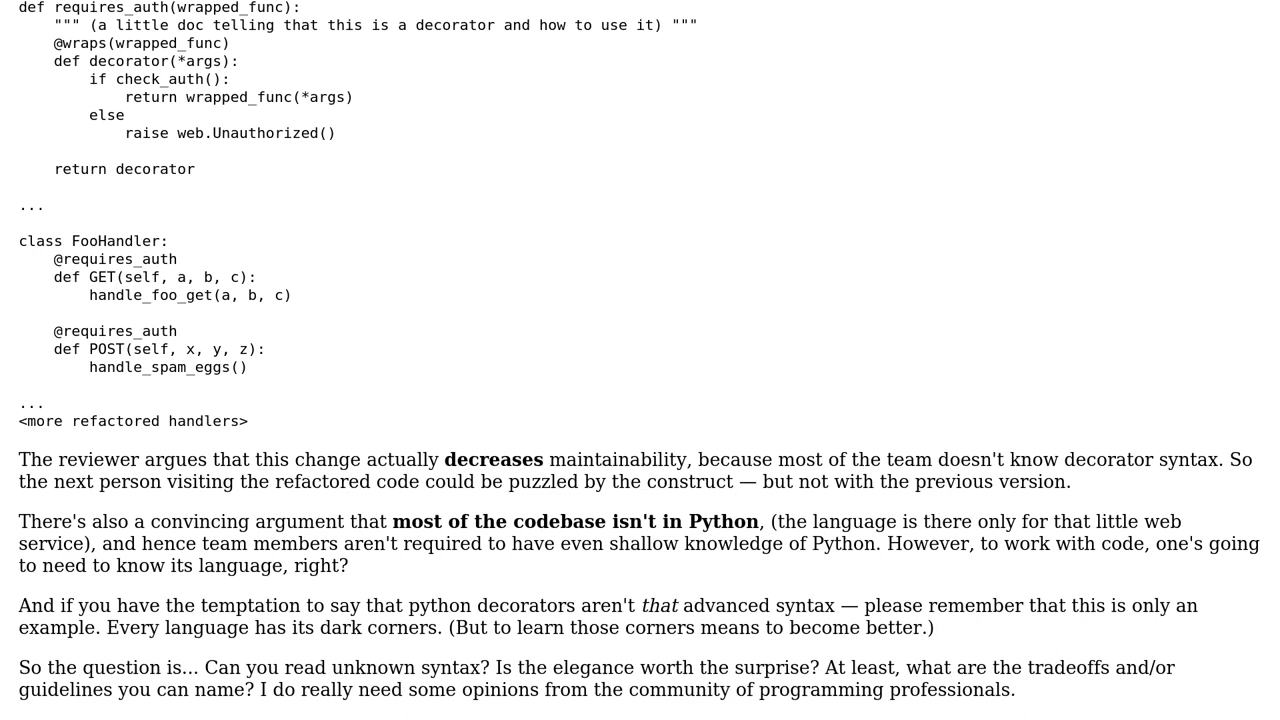 def requires_auth(wrapped_func):
    """ (a little doc telling that this is a decorator and how to use it) """
    @wraps(wrapped_func)
    def decorator(*args):
        if check_auth():
            return wrapped_func(*args)
        else
            raise web.Unauthorized()
    return decorator
...
class FooHandler:
    @requires_auth
    def GET(self, a, b, c):
        handle_foo_get(a, b, c)
    @requires_auth
    def POST(self, x, y, z):
        handle_spam_eggs()
...
<more refactored handlers>
The reviewer argues that this change actually decreases maintainability, because most of the team doesn't know decorator syntax. So
the next person visiting the refactored code could be puzzled by the construct — but not with the previous version.
There's also a convincing argument that most of the codebase isn't in Python, (the language is there only for that little web
service), and hence team members aren't required to have even shallow knowledge of Python. However, to work with code, one's going
to need to know its language, right?
And if you have the temptation to say that python decorators aren't that advanced syntax — please remember that this is only an
example. Every language has its dark corners. (But to learn those corners means to become better.)
So the question is... Can you read unknown syntax? Is the elegance worth the surprise? At least, what are the tradeoffs and/or
guidelines you can name? I do really need some opinions from the community of programming professionals.